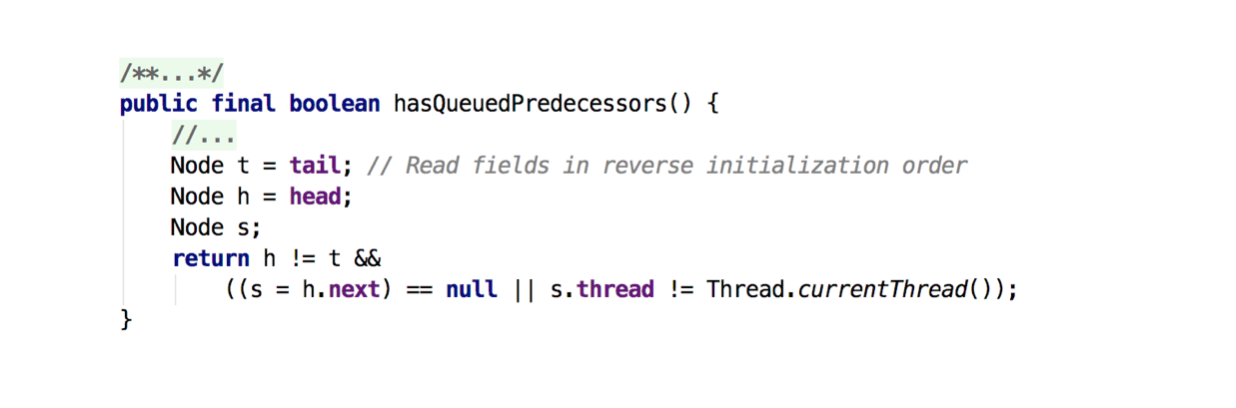 /**...*/
public final boolean hasQueuedPredecessors() {
//...
Node t = tail; // Read fields in reverse initialization order
Node h = head;
Node s;
return h != t &&
((s = h.next) == null || s.thread != Thread.currentThread());
}